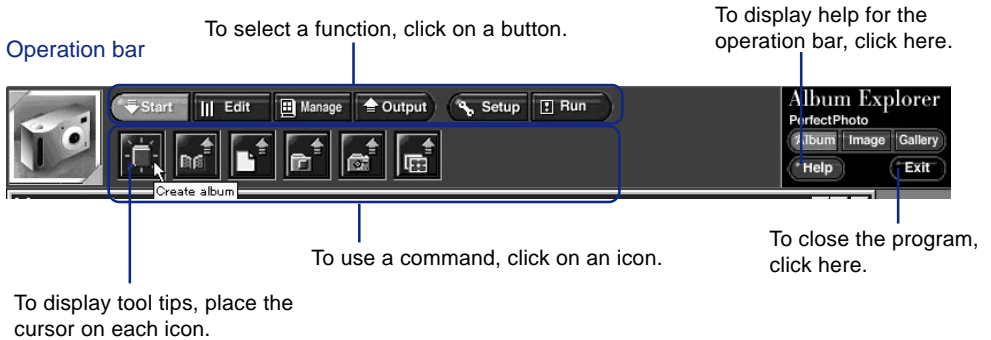 To select a function, click on a button.
To display help for the
operation bar, click here.
Operation bar
Start Edit Manage Output Setup Run
Album Explorer
PerfectPhoto
Album Image Gallery
Help Exit
Create album
To use a command, click on an icon.
To close the program,
click here.
To display tool tips, place the
cursor on each icon.